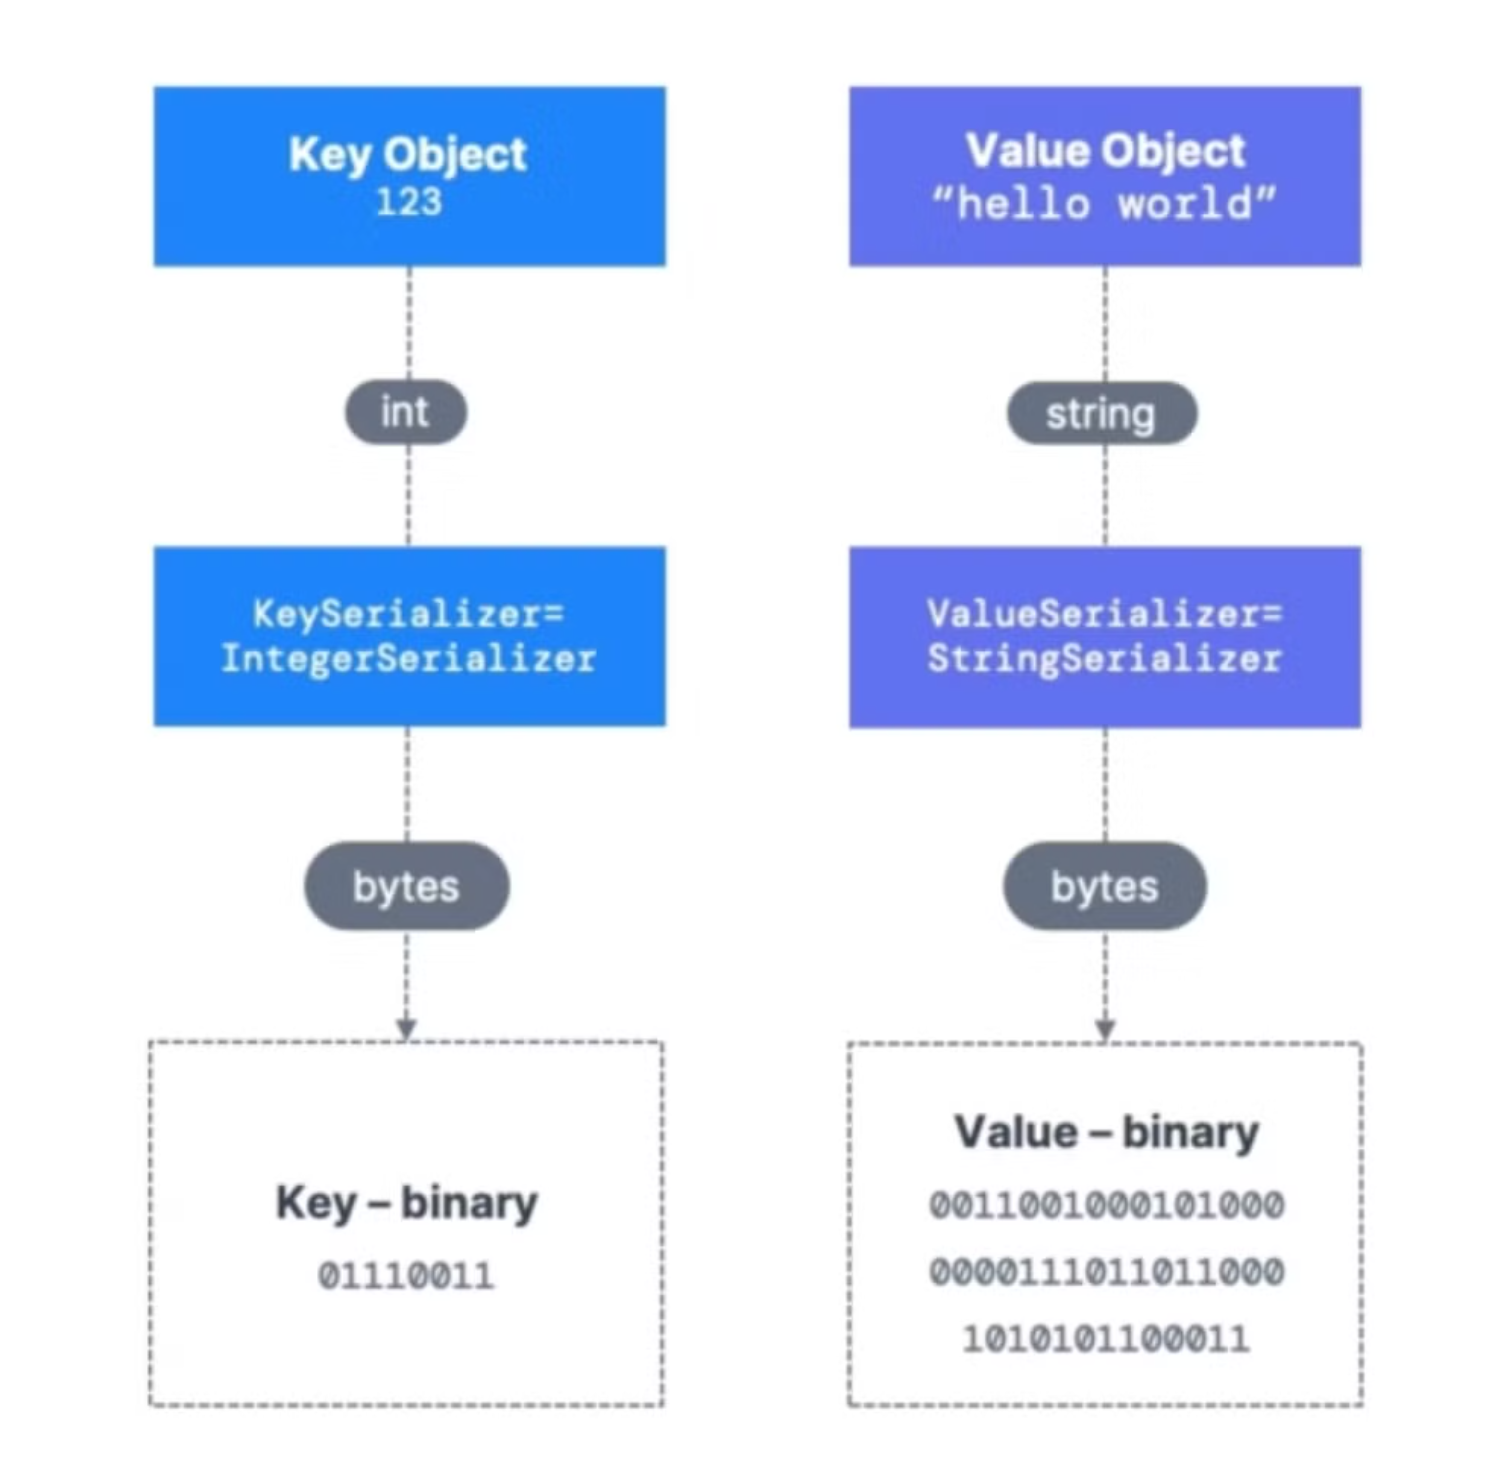 Key Object
123
int
KeySerializer=
IntegerSerializer
bytes
Key – binary
01110011
Value Object
“hello world”
string
ValueSerializer=
StringSerializer
bytes
Value – binary
0011001000101000
0000111011011000
1010101100011